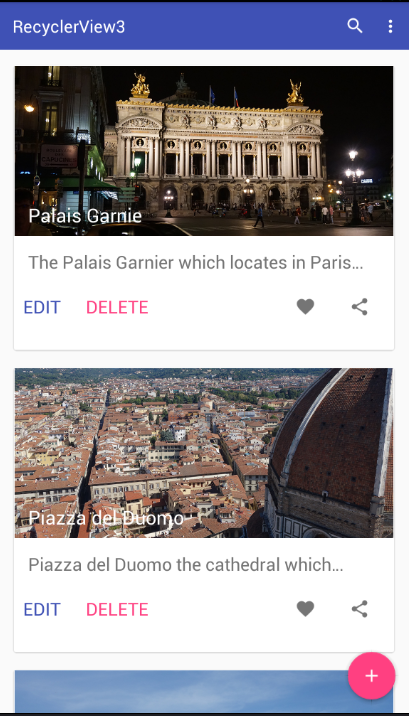 RecyclerView3
Palais Garnie
The Palais Garnier which locates in Paris...
EDIT DELETE
Piazza del Duomo
Piazza del Duomo the cathedral which...
EDIT DELETE